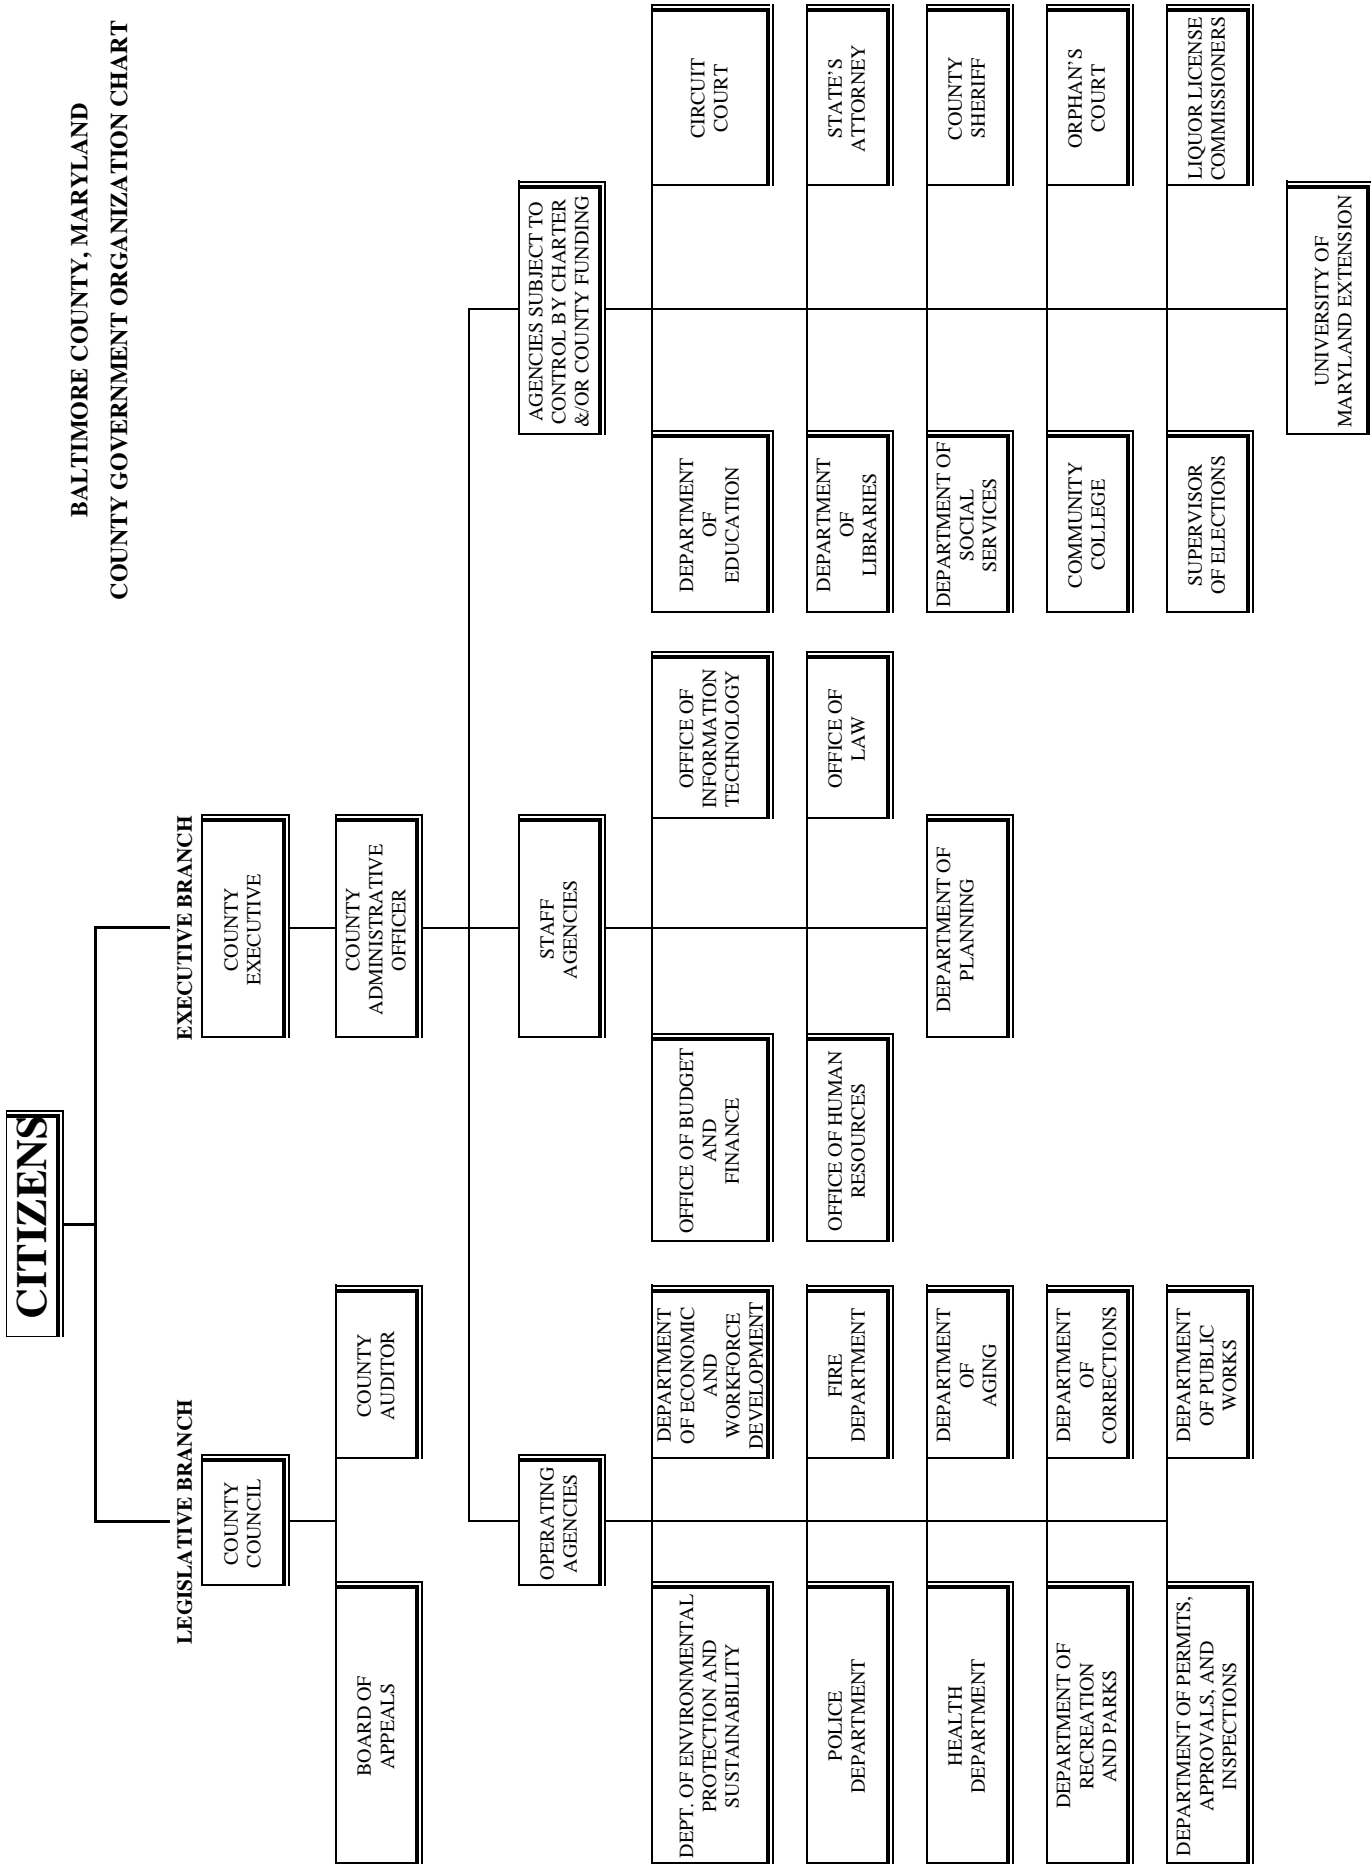 BALTIMORE COUNTY, MARYLAND
COUNTY GOVERNMENT ORGANIZATION CHART
CITIZENS
LEGISLATIVE BRANCH
EXECUTIVE BRANCH
COUNTY
COUNCIL
COUNTY
EXECUTIVE
BOARD OF
APPEALS
COUNTY
AUDITOR
COUNTY
ADMINISTRATIVE
OFFICER
OPERATING
AGENCIES
STAFF
AGENCIES
AGENCIES SUBJECT TO
CONTROL BY CHARTER
&/OR COUNTY FUNDING
DEPT. OF ENVIRONMENTAL
PROTECTION AND
SUSTAINABILITY
DEPARTMENT
OF ECONOMIC
AND
WORKFORCE
DEVELOPMENT
OFFICE OF BUDGET
AND
FINANCE
OFFICE OF
INFORMATION
TECHNOLOGY
DEPARTMENT
OF
EDUCATION
CIRCUIT
COURT
POLICE
DEPARTMENT
FIRE
DEPARTMENT
OFFICE OF HUMAN
RESOURCES
OFFICE OF
LAW
DEPARTMENT
OF
LIBRARIES
STATE'S
ATTORNEY
HEALTH
DEPARTMENT
DEPARTMENT
OF
AGING
DEPARTMENT OF
PLANNING
DEPARTMENT OF
SOCIAL
SERVICES
COUNTY
SHERIFF
DEPARTMENT OF
RECREATION
AND PARKS
DEPARTMENT
OF
CORRECTIONS
COMMUNITY
COLLEGE
ORPHAN'S
COURT
DEPARTMENT OF PERMITS,
APPROVALS, AND
INSPECTIONS
DEPARTMENT
OF PUBLIC
WORKS
SUPERVISOR
OF ELECTIONS
LIQUOR LICENSE
COMMISSIONERS
UNIVERSITY OF
MARYLAND EXTENSION